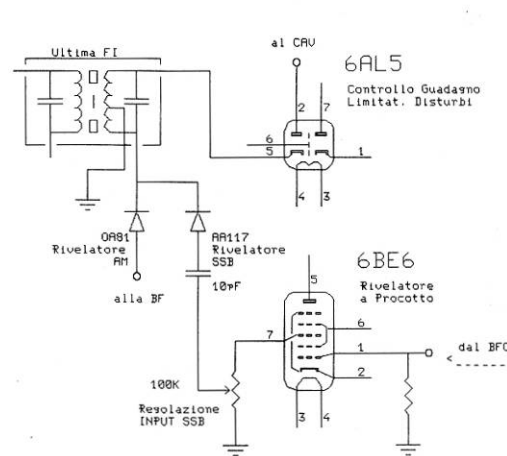 Ultima FI
al CAV
6AL5
Controllo Guadagno
Limitat. Disturbi
2
7
6
5
1
4
3
OA81
Rivelatore
AM
AA117
Rivelatore
SSB
alla BF
10pF
6BE6
Rivelatore
a Procotto
5
7
6
1
2
dal BFO
100K
Regolazione
INPUT SSB
3
4